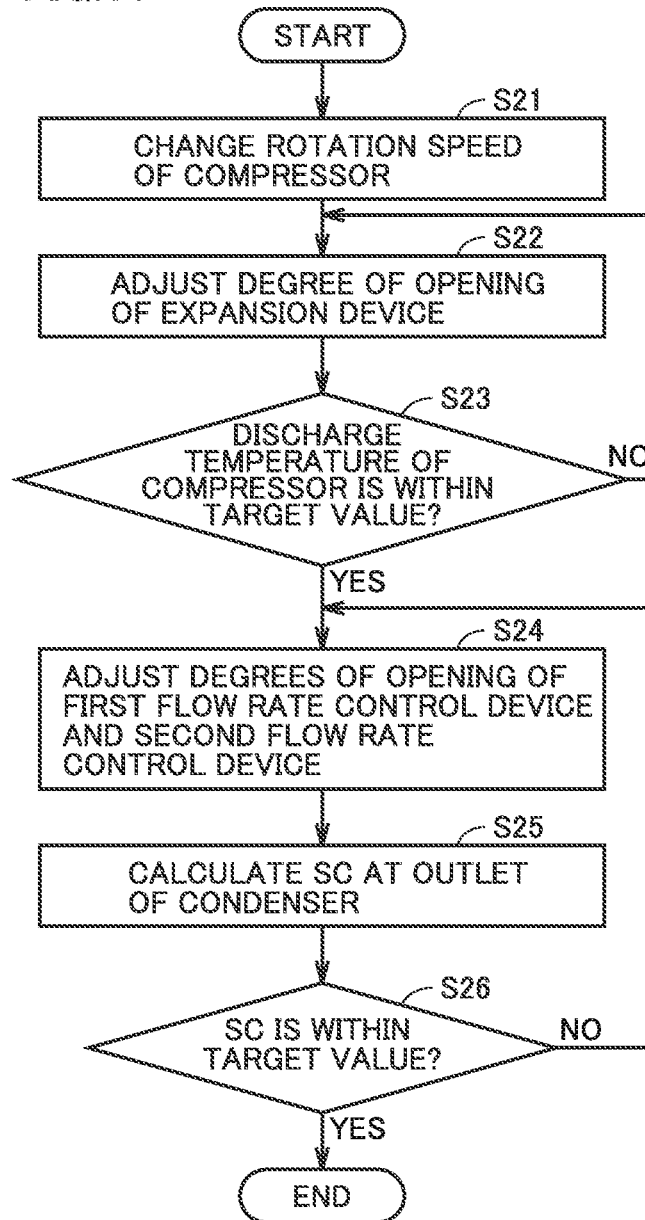 START
S21
CHANGE ROTATION SPEED
OF COMPRESSOR
S22
ADJUST DEGREE OF OPENING
OF EXPANSION DEVICE
S23
DISCHARGE
TEMPERATURE OF
COMPRESSOR IS WITHIN
TARGET VALUE?
NO
YES
S24
ADJUST DEGREES OF OPENING OF
FIRST FLOW RATE CONTROL DEVICE
AND SECOND FLOW RATE
CONTROL DEVICE
S25
CALCULATE SC AT OUTLET
OF CONDENSER
S26
SC IS WITHIN
TARGET VALUE?
NO
YES
END